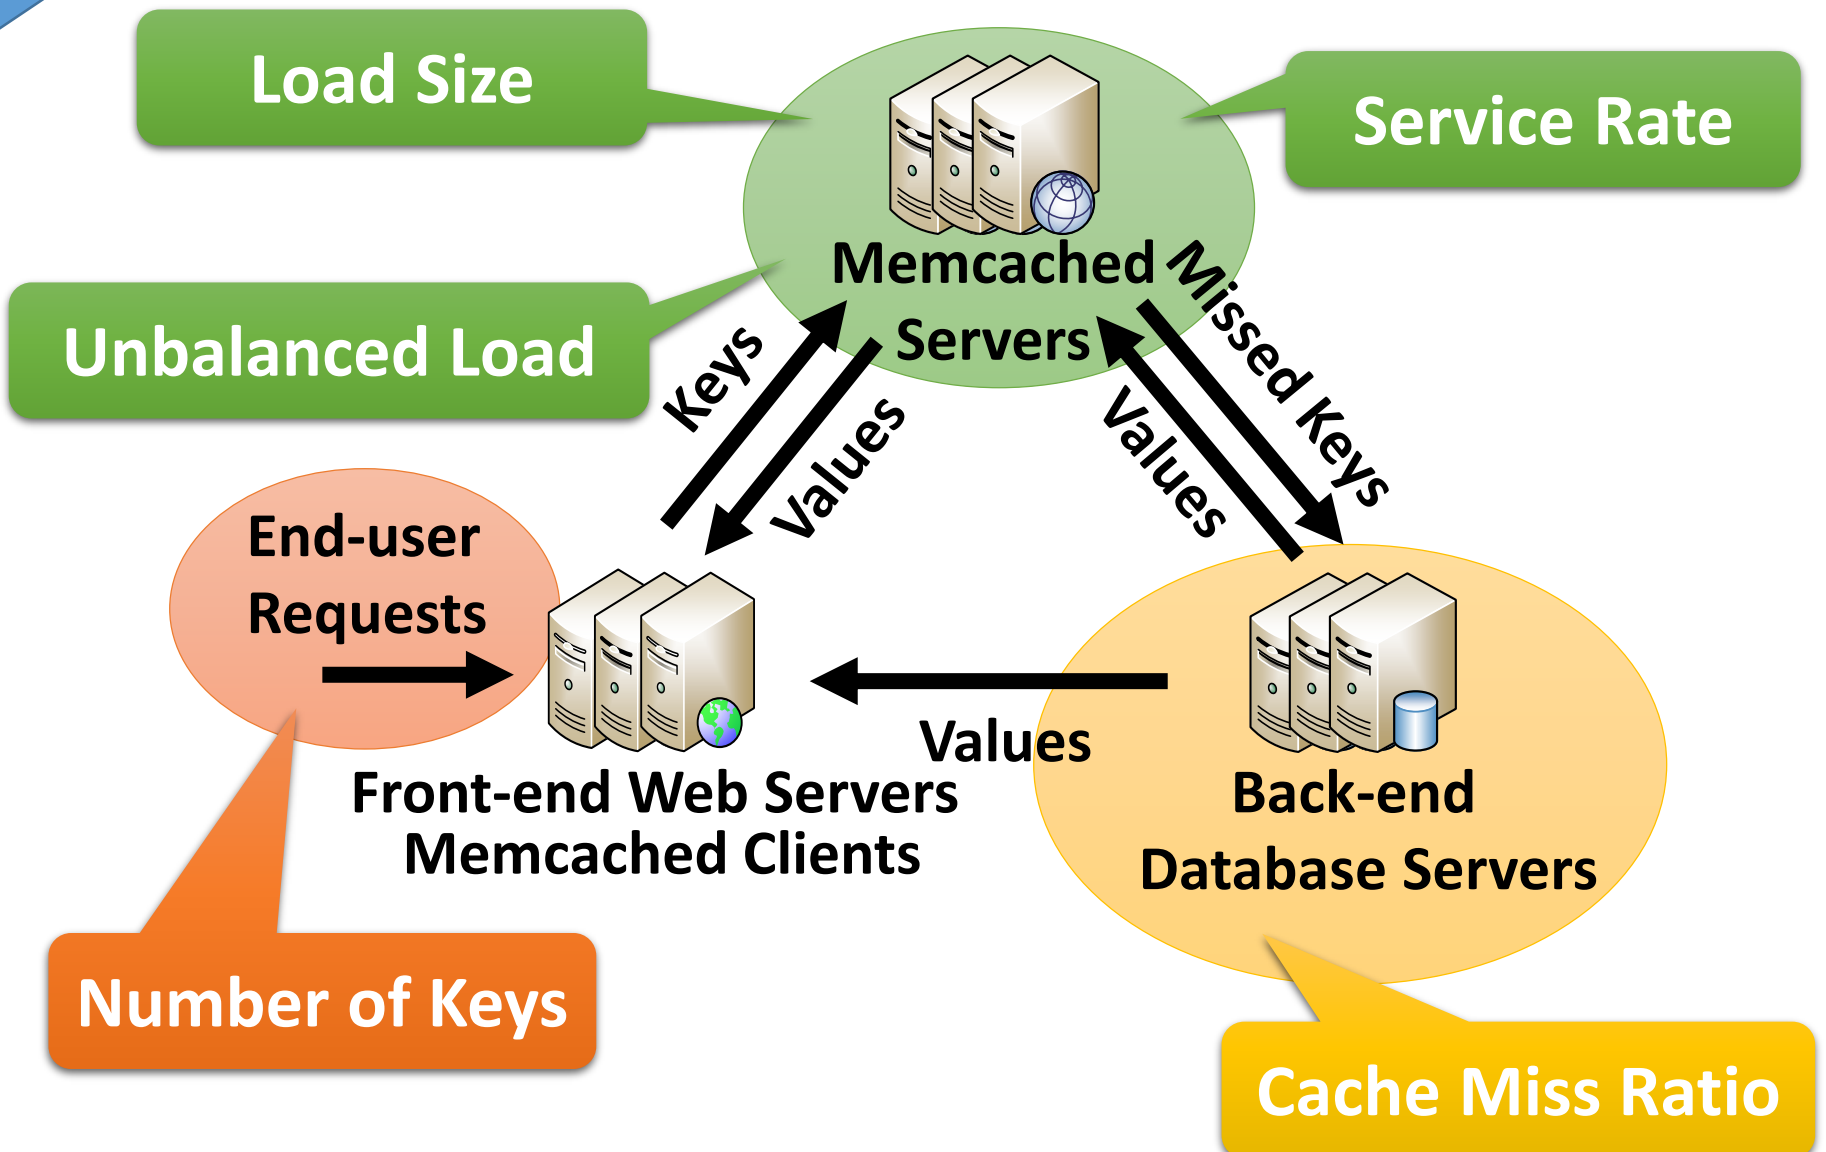 Load Size
Service Rate
Memcached
Servers
Unbalanced Load
Keys
Values
Missed Keys
Values
End-user
Requests
Values
Front-end Web Servers
Memcached Clients
Back-end
Database Servers
Number of Keys
Cache Miss Ratio